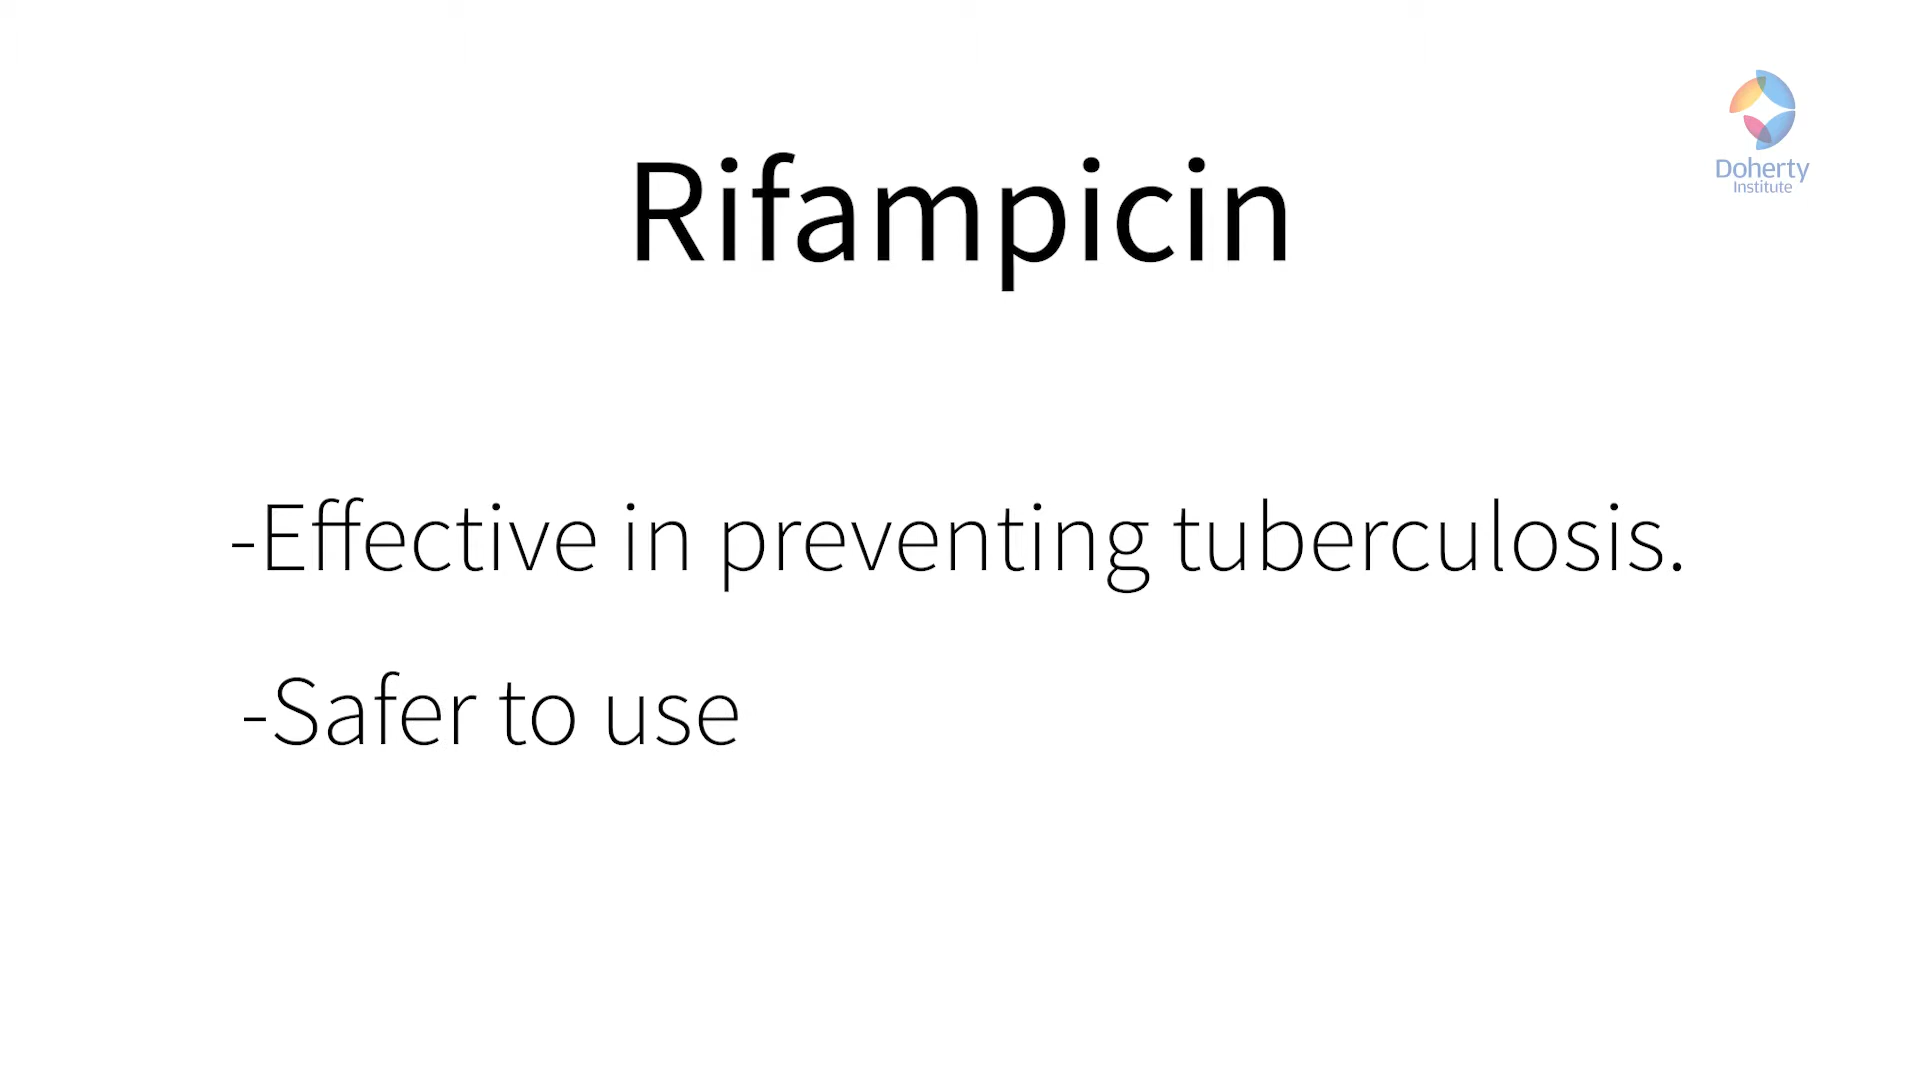 Doherty
Institute
Rifampicin
-Effective in preventing tuberculosis.
-Safer to use